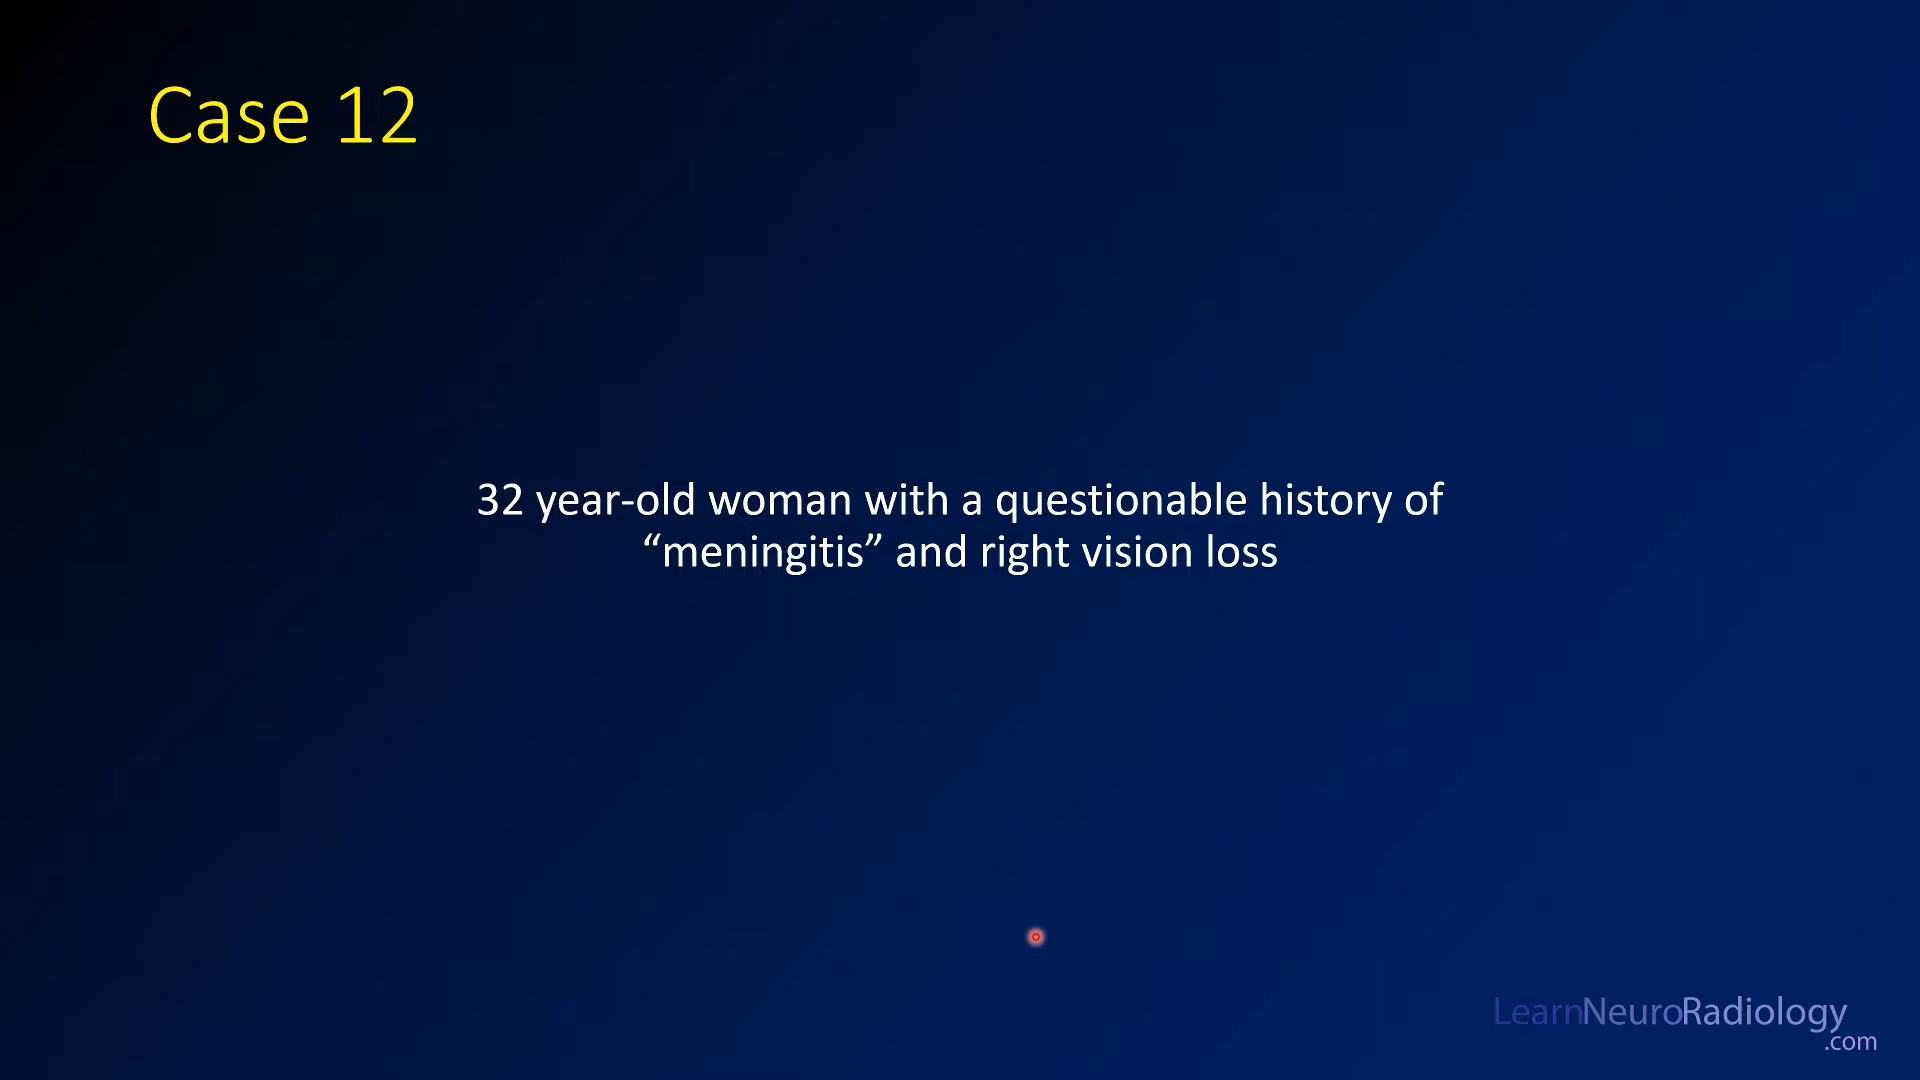 Case 12
32 year-old woman with a questionable history of
“meningitis” and right vision loss
LearnNeuroRadiology
.com